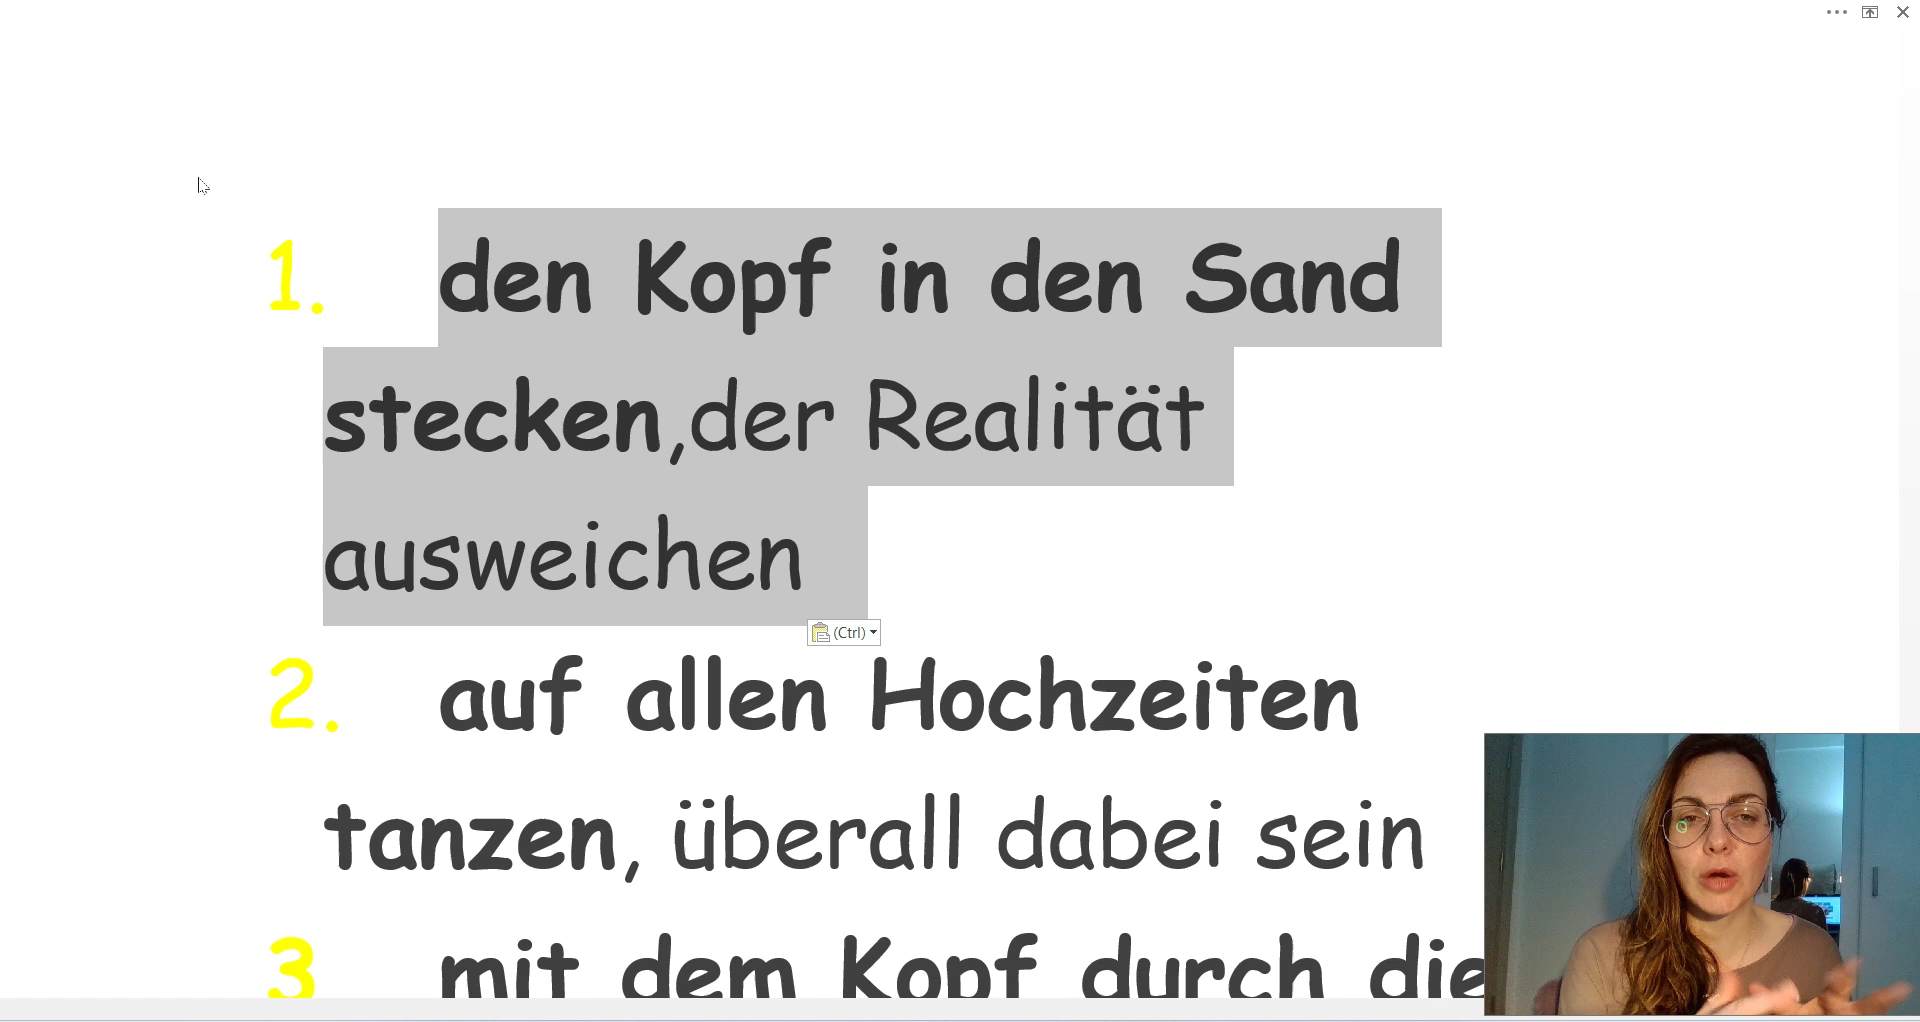 1. den Kopf in den Sand
stecken,der Realität
ausweichen
(Ctrl)
2. auf allen Hochzeiten
tanzen, überall dabei sein
3 mit dem Kopf durch die